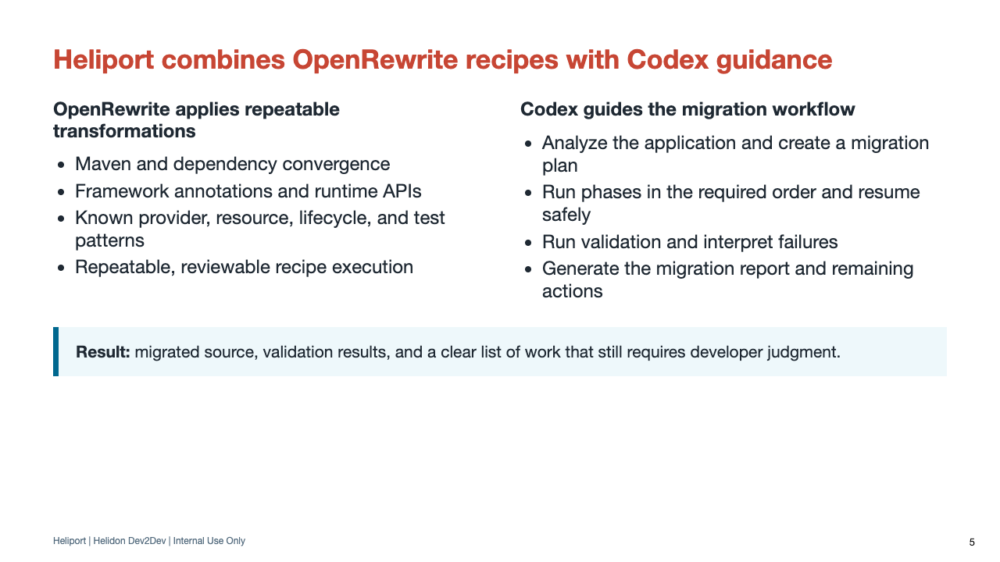 Heliport combines OpenRewrite recipes with Codex guidance
OpenRewrite applies repeatable
transformations
• Maven and dependency convergence
• Framework annotations and runtime APIs
• Known provider, resource, lifecycle, and test
patterns
• Repeatable, reviewable recipe execution
Codex guides the migration workflow
• Analyze the application and create a migration
plan
• Run phases in the required order and resume
safely
• Run validation and interpret failures
• Generate the migration report and remaining
actions
Result: migrated source, validation results, and a clear list of work that still requires developer judgment.
Heliport | Helidon Dev2Dev | Internal Use Only
5